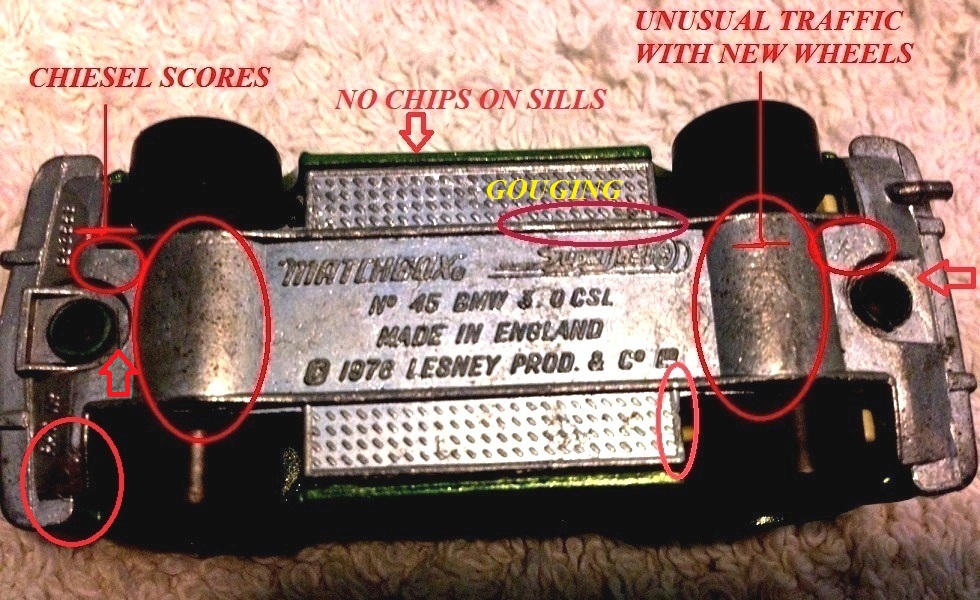 UNUSUAL TRAFFIC
WITH NEW WHEELS
CHIESEL SCORES
NO CHIPS ON SILLS
GOUGING
MATCHBOX® Superfast
Nº 45 BMW 3.0 CSL
MADE IN ENGLAND
© 1976 LESNEY PROD. & Cº